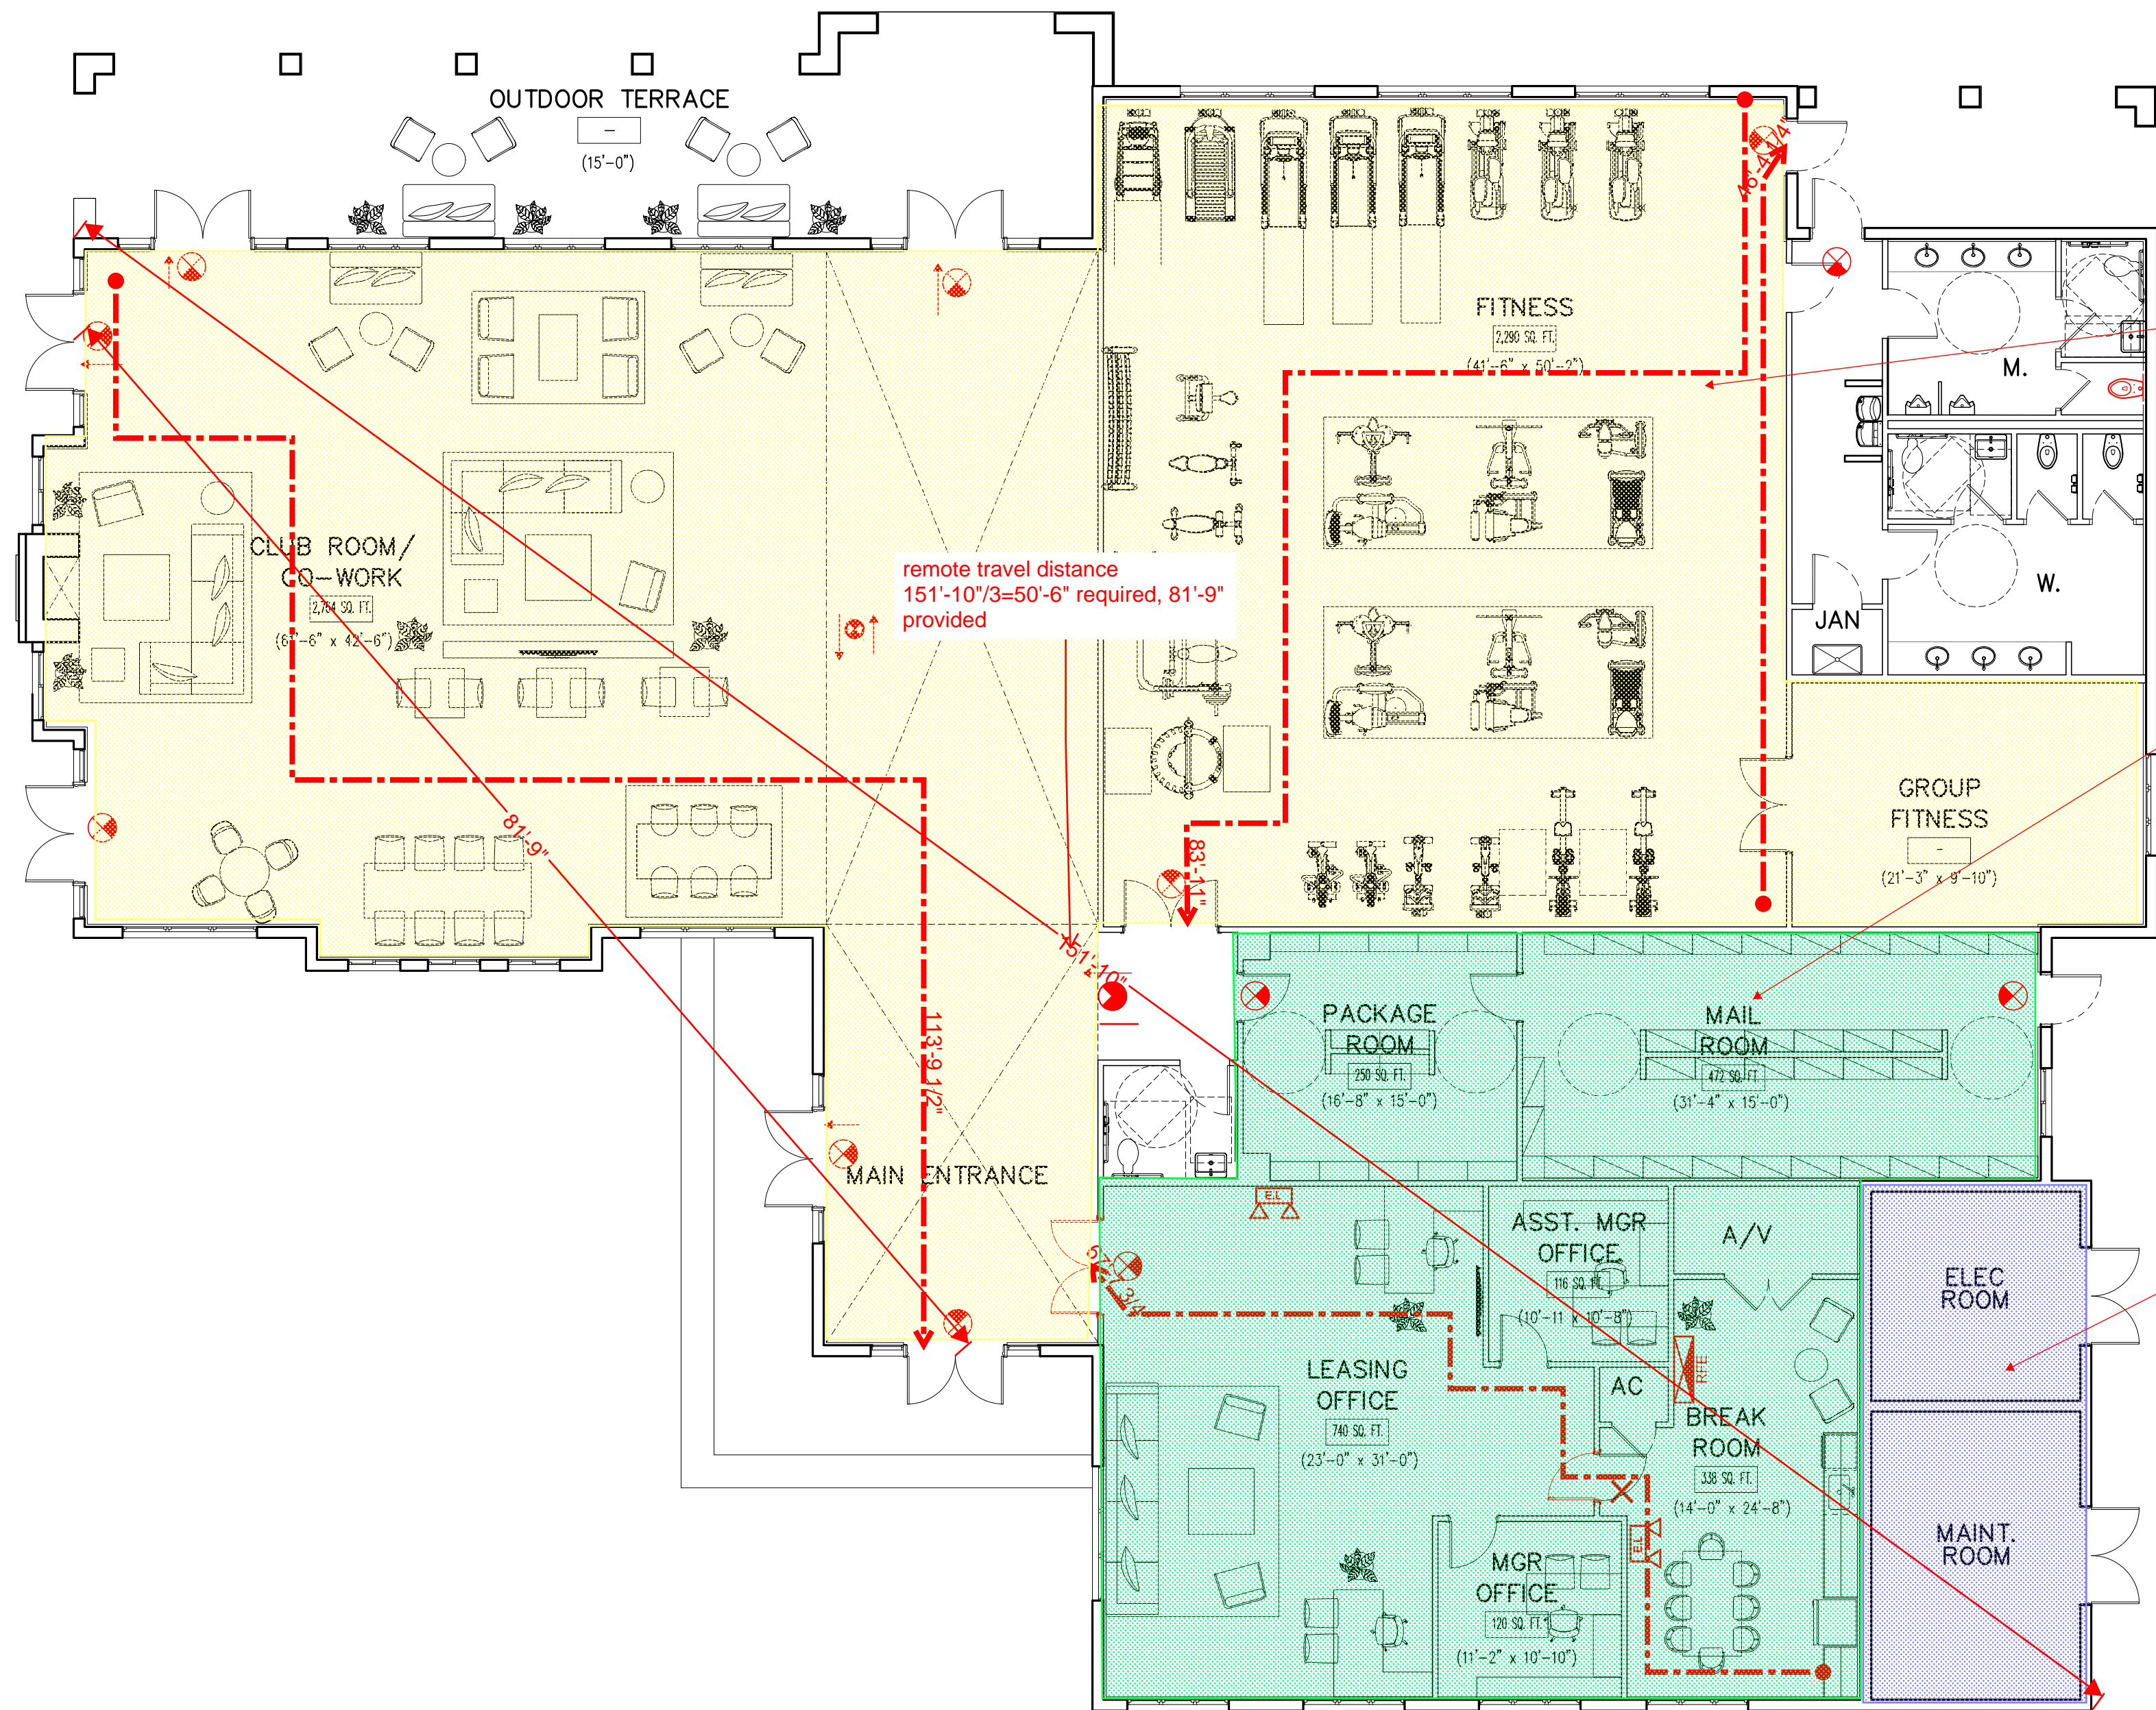 OUTDOOR TERRACE
-
(15'-0")
FITNESS
2,290 SQ. FT.
(41'-6" x 50'-2")
M.
CLUB ROOM/
CO-WORK
2,764 SQ. FT.
(61'-6" x 42'-6")
remote travel distance
151'-10"/3=50'-6" required, 81'-9"
provided
W.
JAN
GROUP
FITNESS
-
(21'-3" x 9'-10")
81'-9"
83'-11"
151'-10"
113'-9 1/2"
PACKAGE
ROOM
250 SQ. FT.
(16'-8" x 15'-0")
MAIL
ROOM
472 SQ. FT.
(31'-4" x 15'-0")
MAIN ENTRANCE
E.L
ASST. MGR
OFFICE
116 SQ. FT.
(10'-11 x 10'-8")
A/V
ELEC
ROOM
LEASING
OFFICE
740 SQ. FT.
(23'-0" x 31'-0")
AC
RFE
BREAK
ROOM
338 SQ. FT.
(14'-0" x 24'-8")
E.L
MGR
OFFICE
120 SQ. FT.
(11'-2" x 10'-10")
MAINT.
ROOM